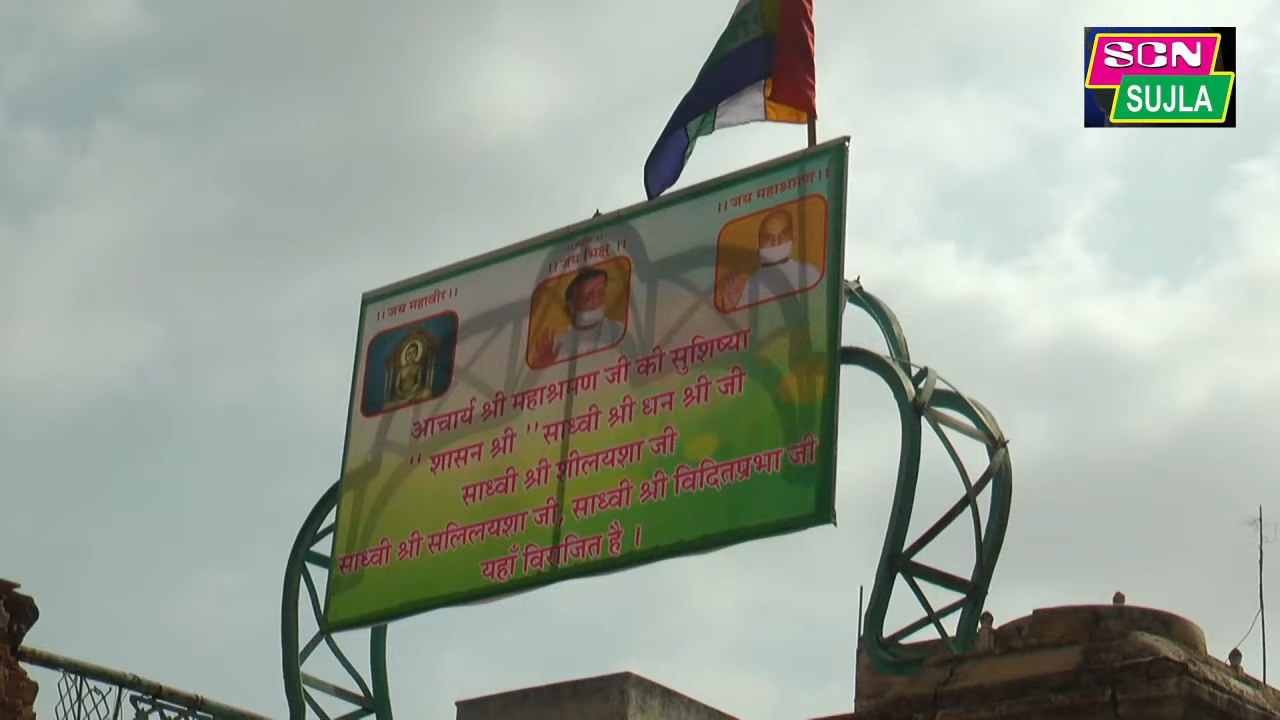 SCN
SUJLA
।।जय महावीर।।
।।जय भिक्षु ।।
।।जय महाश्रमण।।
आचार्य श्री महाश्रमण जी की सुशिष्या
‘‘ शासन श्री ’’साध्वी श्री धन श्री जी
साध्वी श्री शीलयशा जी
साध्वी श्री सलिलयशा जी, साध्वी श्री विदितप्रभा जी
यहाँ विराजित है ।